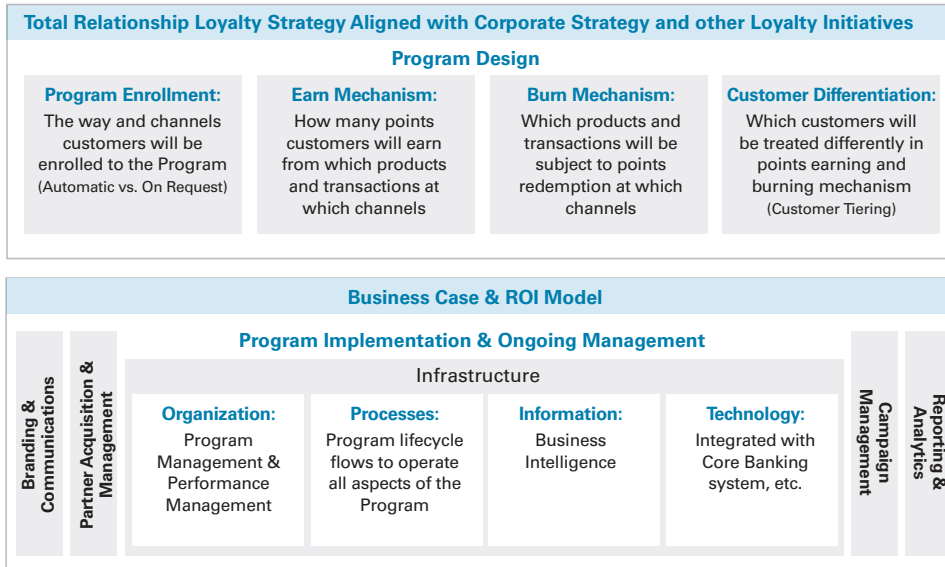 Total Relationship Loyalty Strategy Aligned with Corporate Strategy and other Loyalty Initiatives
Program Design
Program Enrollment:
The way and channels
customers will be
enrolled to the Program
(Automatic vs. On Request)
Earn Mechanism:
How many points
customers will earn
from which products
and transactions at
which channels
Burn Mechanism:
Which products and
transactions will be
subject to points
redemption at which
channels
Customer Differentiation:
Which customers will
be treated differently in
points earning and
burning mechanism
(Customer Tiering)
Business Case & ROI Model
Branding &
Communications
Partner Acquisition &
Management
Program Implementation & Ongoing Management
Infrastructure
Organization:
Program
Management &
Performance
Management
Processes:
Program lifecycle
flows to operate
all aspects of the
Program
Information:
Business
Intelligence
Technology:
Integrated with
Core Banking
system, etc.
Campaign
Management
Reporting &
Analytics